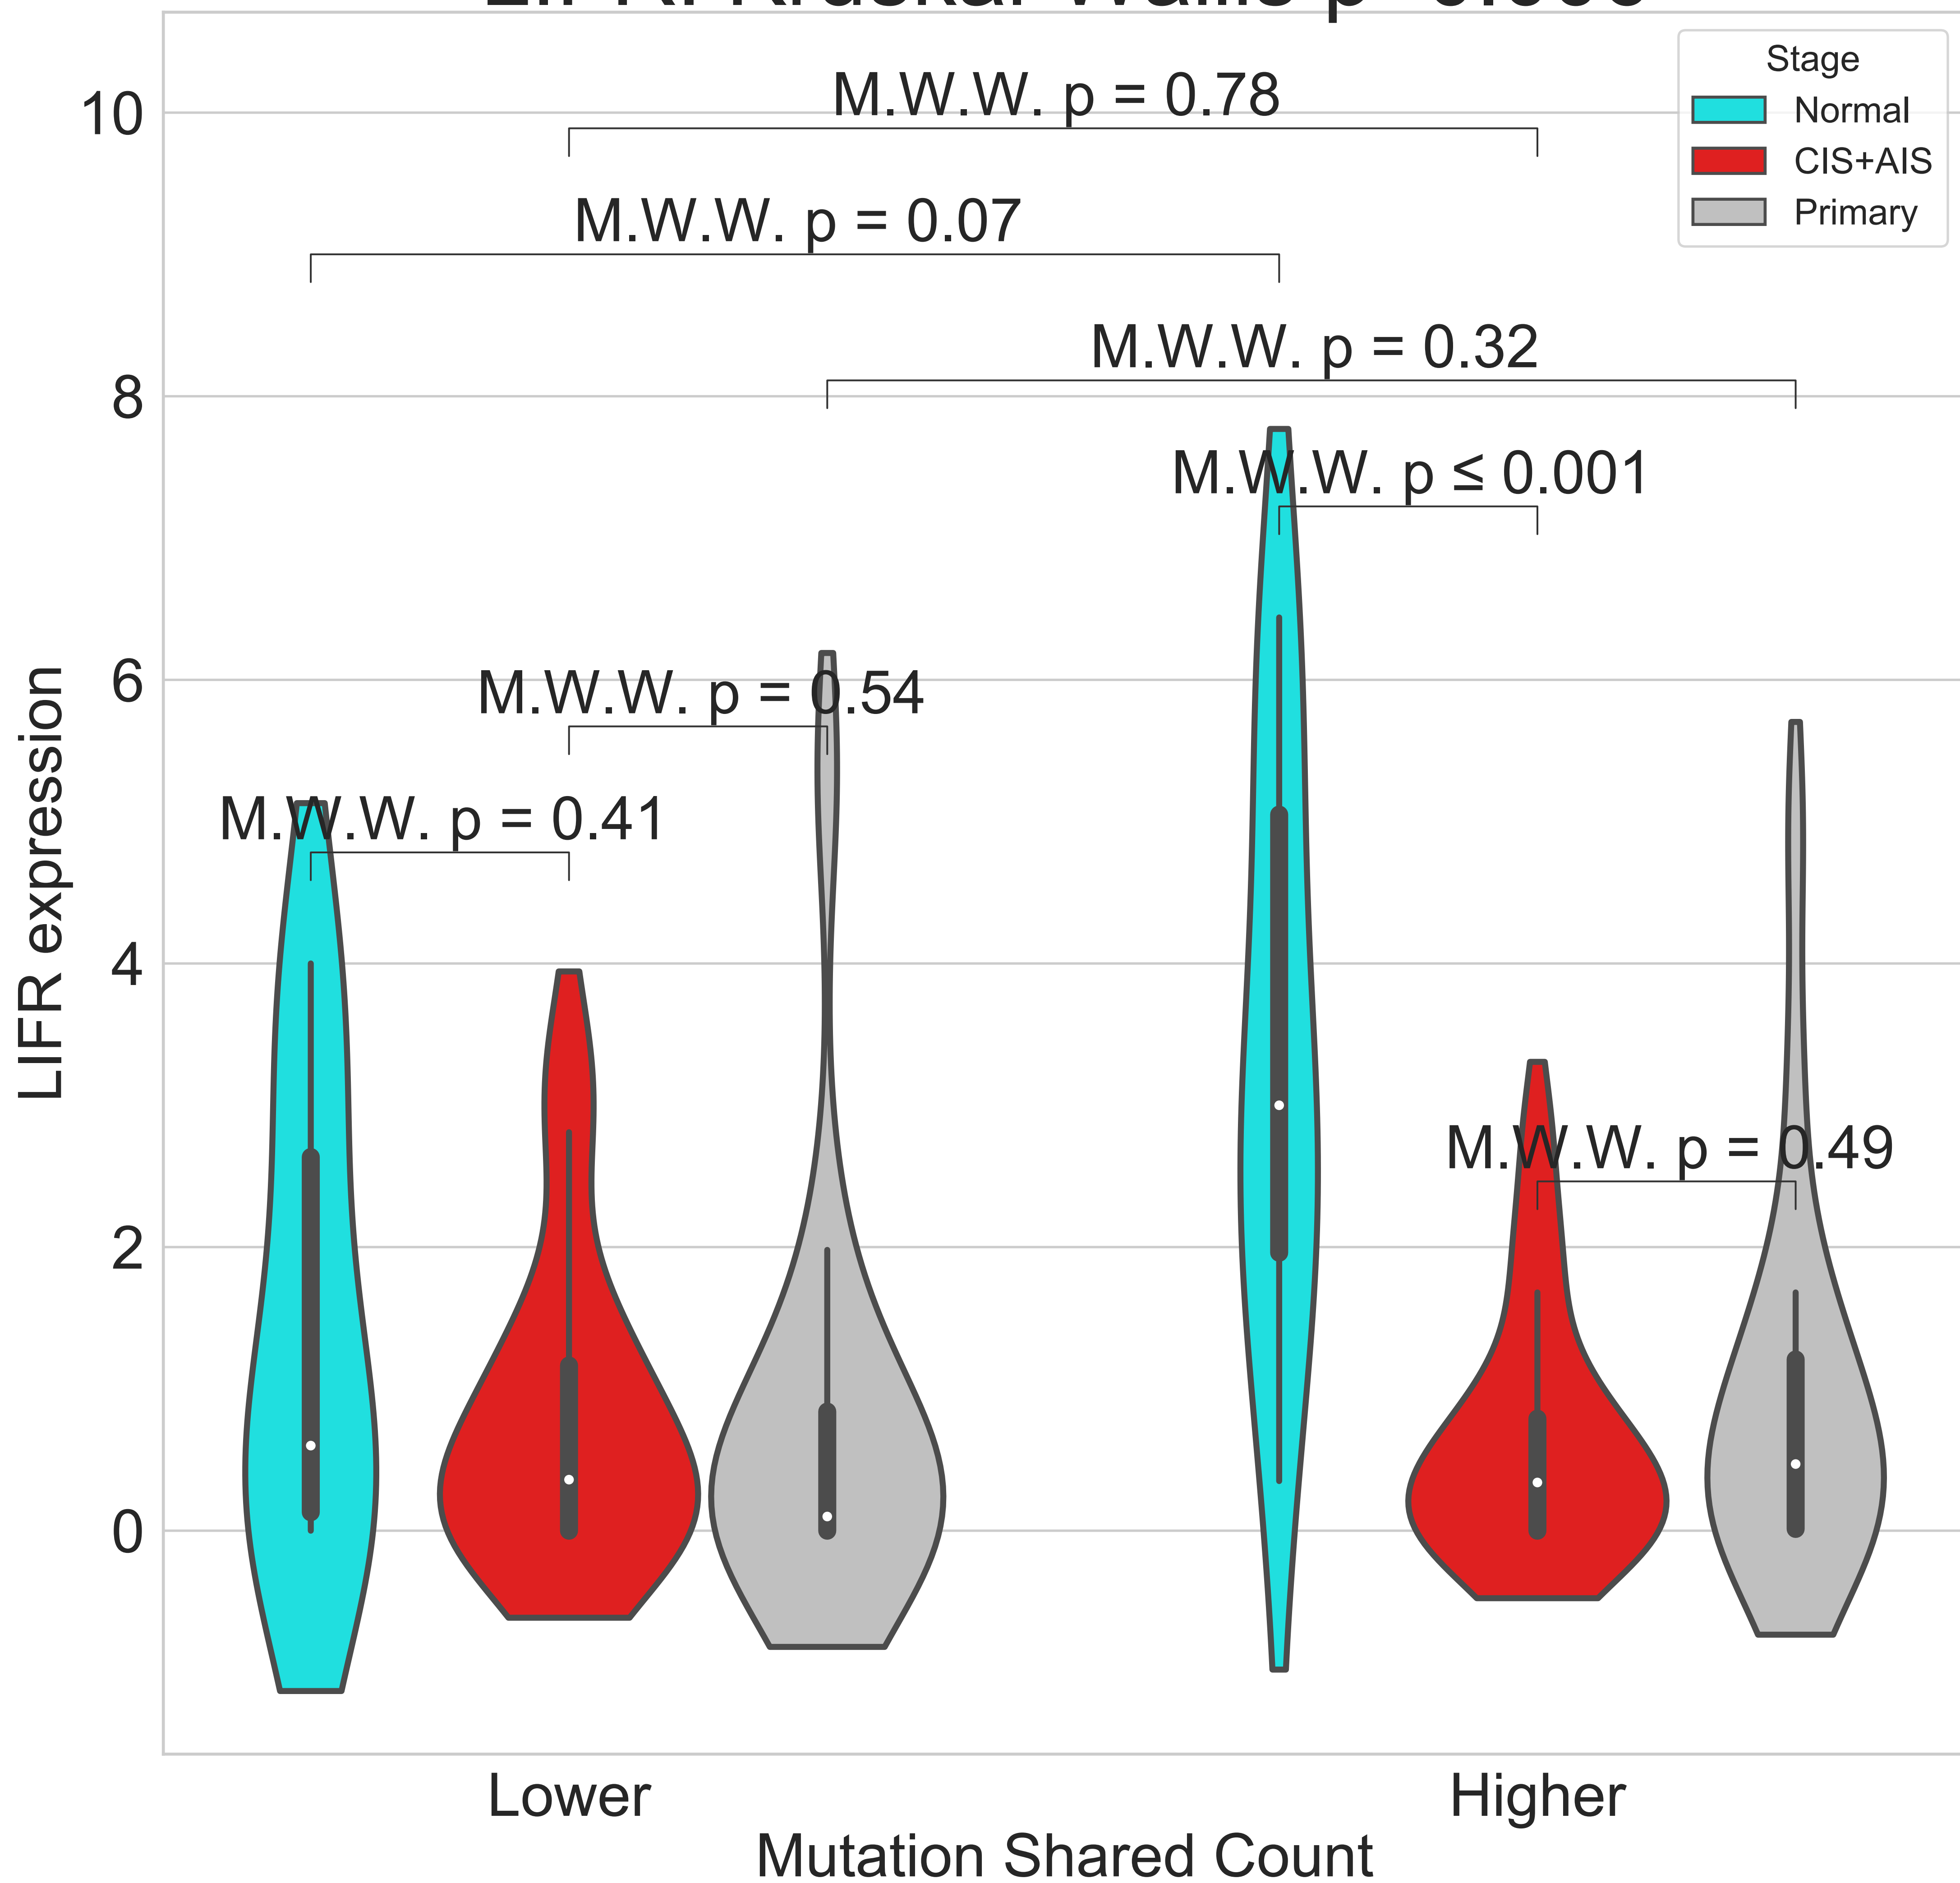 Stage
Normal
CIS+AIS
Primary
M.W.W. p = 0.78
M.W.W. p = 0.07
M.W.W. p = 0.32
M.W.W. p ≤ 0.001
M.W.W. p = 0.54
M.W.W. p = 0.41
M.W.W. p = 0.49
10
8
6
4
2
0
LIFR expression
Lower
Higher
Mutation Shared Count